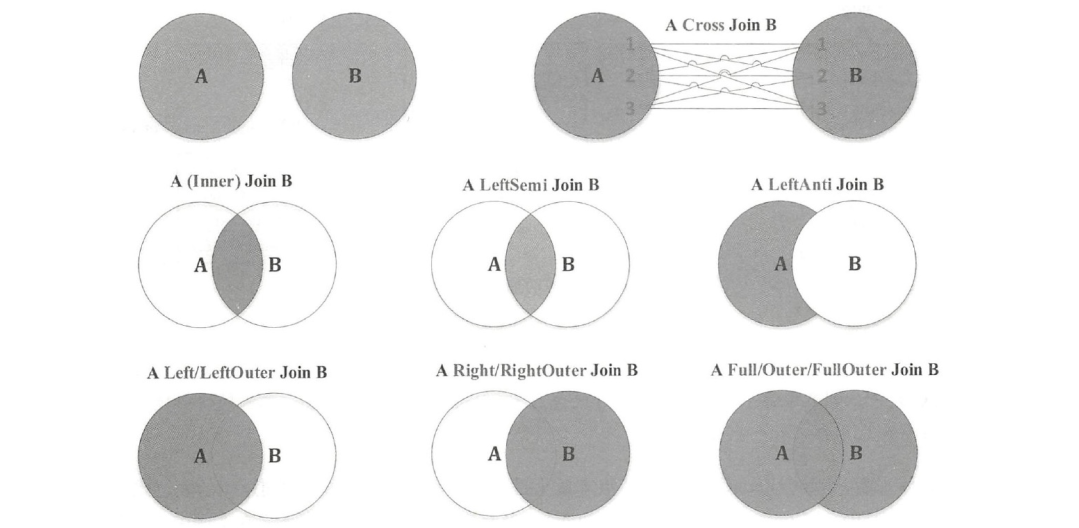 A Cross Join B
A
B
A
1
2
3
1
2
3
B
A (Inner) Join B
A LeftSemi Join B
A LeftAnti Join B
A
B
A
B
A
B
A Left/LeftOuter Join B
A Right/RightOuter Join B
A Full/Outer/FullOuter Join B
A
B
A
B
A
B